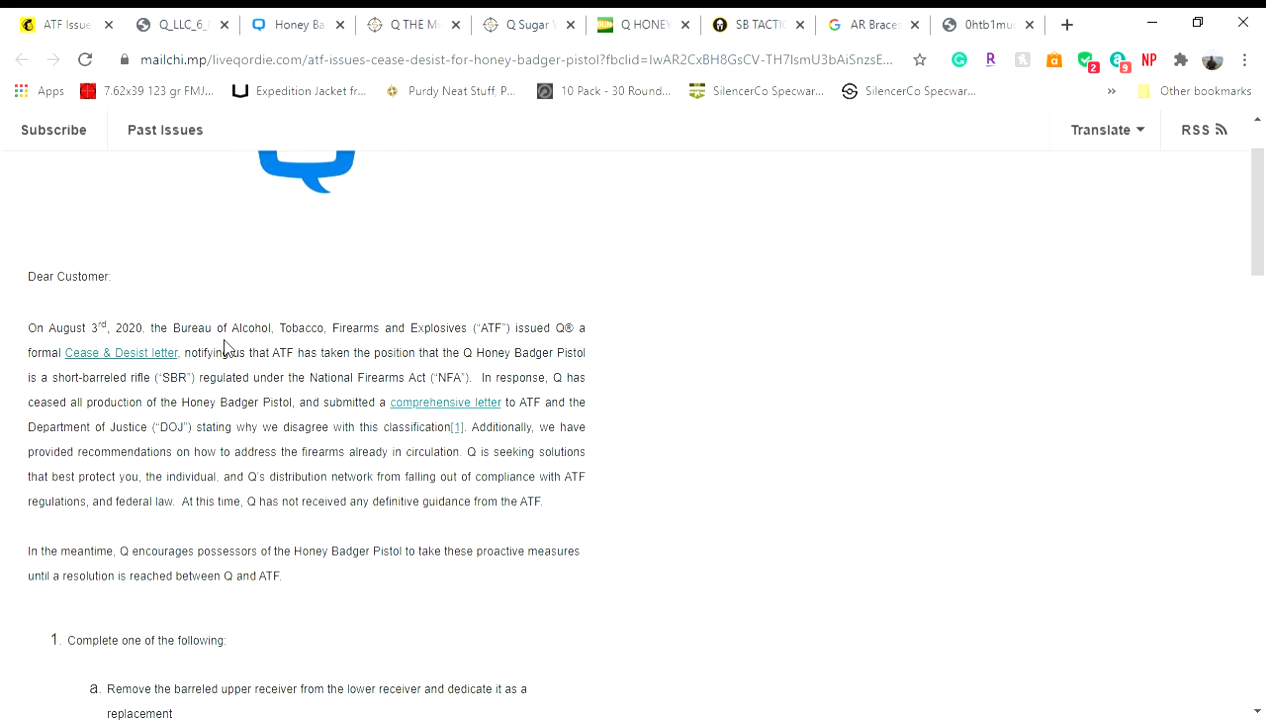 ATF Issue
Q_LLC_6_
Honey Ba
Q THE M
Q Sugar
Q HONEY
SB TACTIC
AR Braces
0htb1mu
mailchi.mp/liveqordie.com/atf-issues-cease-desist-for-honey-badger-pistol?fbclid=IwAR2CxBH8GsCV-TH7IsmU3bAiSnzsE...
2
9
NP
Apps
7.62x39 123 gr FMJ...
Expedition Jacket fr...
Purdy Neat Stuff, P...
10 Pack - 30 Round...
SilencerCo Specwar...
SilencerCo Specwar...
»
Other bookmarks
Subscribe
Past Issues
Translate
RSS
Dear Customer:
On August 3rd, 2020, the Bureau of Alcohol, Tobacco, Firearms and Explosives (“ATF”) issued Q® a
formal Cease & Desist letter, notifying us that ATF has taken the position that the Q Honey Badger Pistol
is a short-barreled rifle (“SBR”) regulated under the National Firearms Act (“NFA”). In response, Q has
ceased all production of the Honey Badger Pistol, and submitted a comprehensive letter to ATF and the
Department of Justice (“DOJ”) stating why we disagree with this classification[1]. Additionally, we have
provided recommendations on how to address the firearms already in circulation. Q is seeking solutions
that best protect you, the individual, and Q’s distribution network from falling out of compliance with ATF
regulations, and federal law. At this time, Q has not received any definitive guidance from the ATF.
In the meantime, Q encourages possessors of the Honey Badger Pistol to take these proactive measures
until a resolution is reached between Q and ATF.
1. Complete one of the following:
a. Remove the barreled upper receiver from the lower receiver and dedicate it as a
replacement